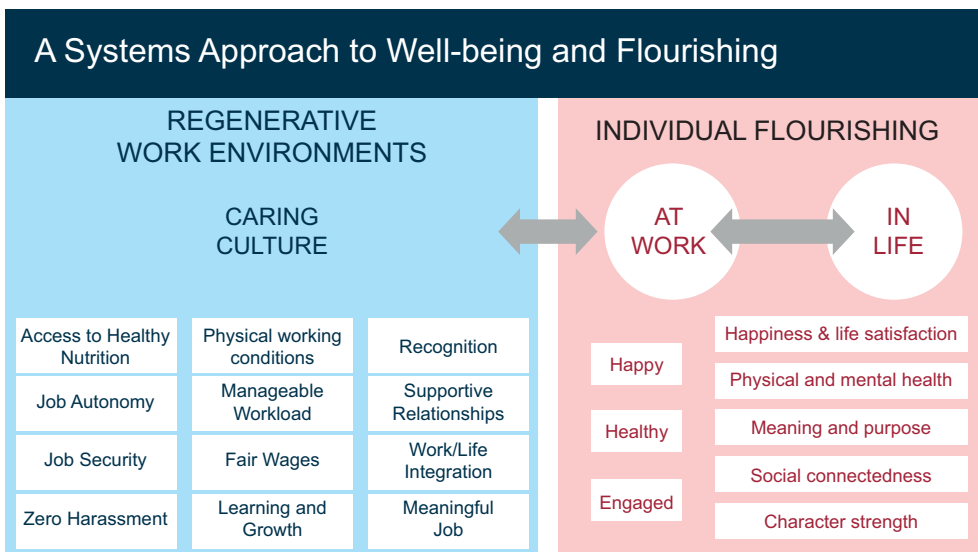 A Systems Approach to Well-being and Flourishing
REGENERATIVE
WORK ENVIRONMENTS
CARING
CULTURE
Access to Healthy
Nutrition
Physical working
conditions
Recognition
Job Autonomy
Manageable
Workload
Supportive
Relationships
Job Security
Fair Wages
Work/Life
Integration
Zero Harassment
Learning and
Growth
Meaningful
Job
INDIVIDUAL FLOURISHING
AT
WORK
IN
LIFE
Happy
Healthy
Engaged
Happiness & life satisfaction
Physical and mental health
Meaning and purpose
Social connectedness
Character strength